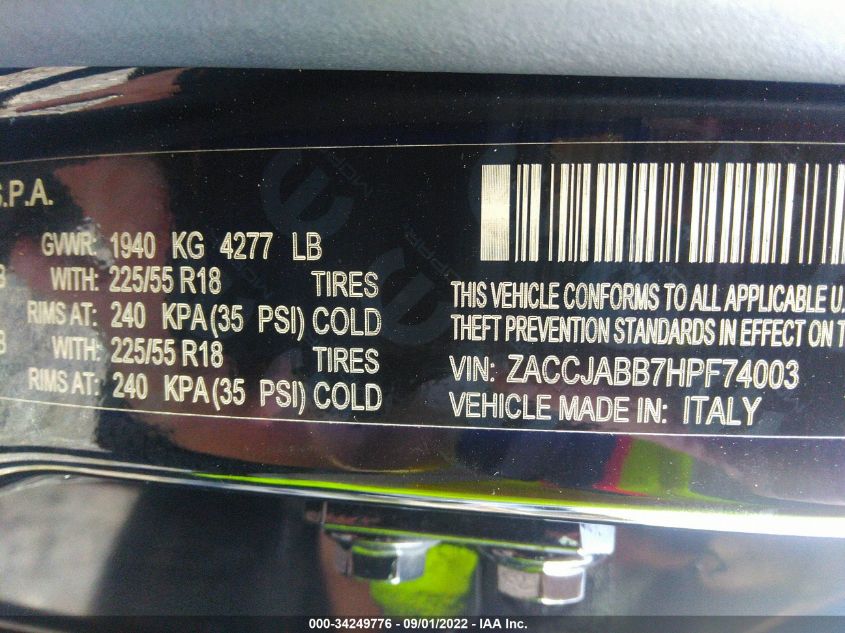 S.P.A.
GVWR: 1940 KG 4277 LB
B WITH: 225/55 R18 TIRES
RIMS AT: 240 KPA (35 PSI) COLD
B WITH: 225/55 R18 TIRES
RIMS AT: 240 KPA (35 PSI) COLD
THIS VEHICLE CONFORMS TO ALL APPLICABLE U.
THEFT PREVENTION STANDARDS IN EFFECT ON T
VIN: ZACCJABB7HPF74003
VEHICLE MADE IN: ITALY
MOPAR
MOPAR
000-34249776 - 09/01/2022 - IAA Inc.